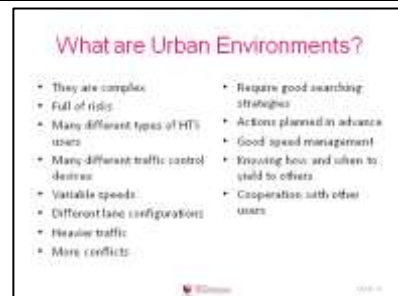 What are Urban Environments?
• They are complex
• Full of risks
• Many different types of HTS
users
• Many different traffic control
devices
• Variable speeds
• Different lane configurations
• Heavier traffic
• More conflicts
• Require good searching
strategies
• Actions planned in advance
• Good speed management
• Knowing how and when to
yield to others
• Cooperation with other
users